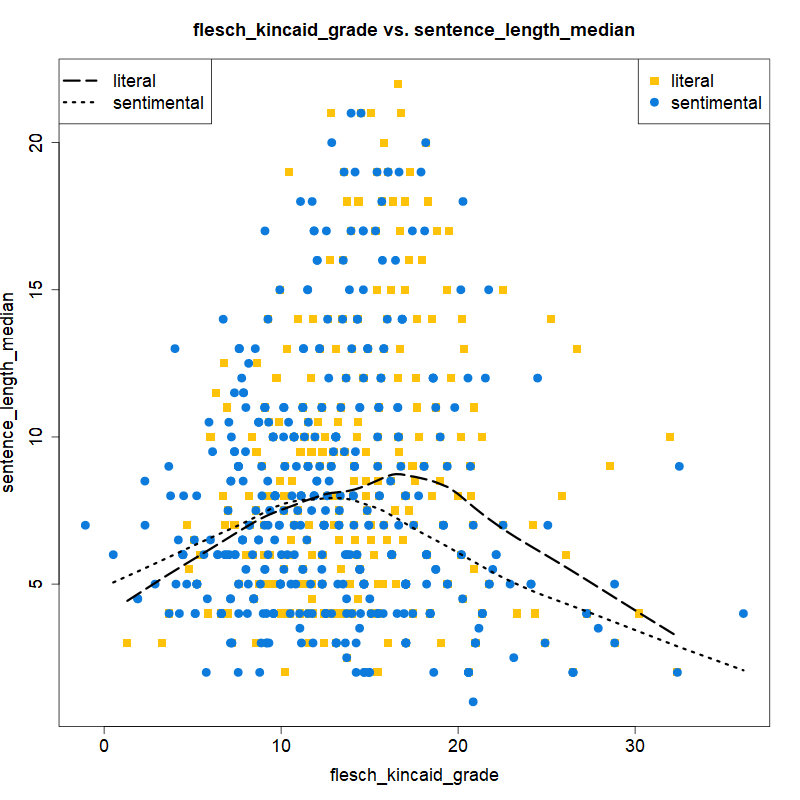 flesch_kincaid_grade vs. sentence_length_median
literal
sentimental
literal
sentimental
sentence_length_median
20
15
10
5
0
10
20
30
flesch_kincaid_grade